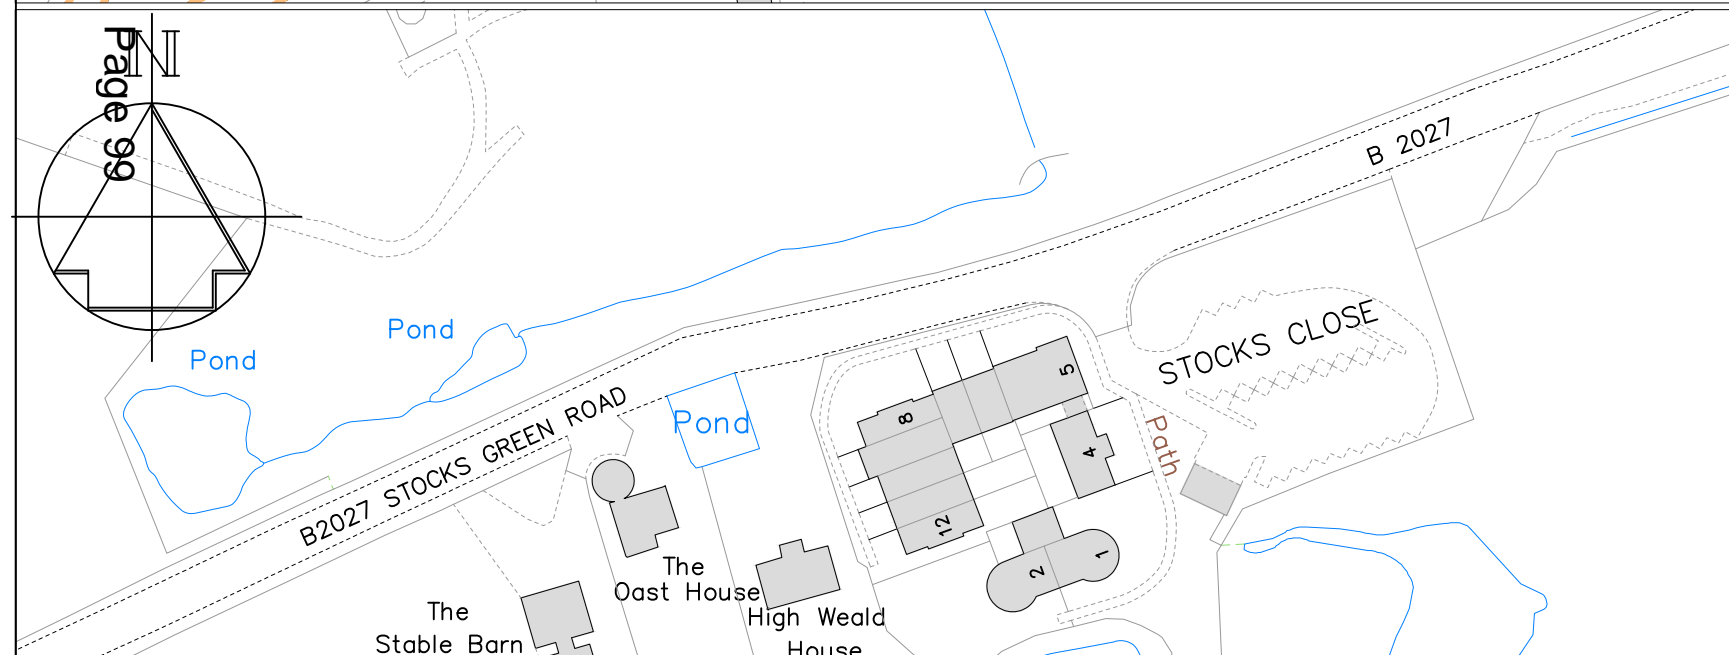 N
Page 99
B 2027
STOCKS CLOSE
Pond
Pond
Pond
B2027 STOCKS GREEN ROAD
5
8
4
Path
12
1
2
The
Oast House
High Weald
House
The
Stable Barn